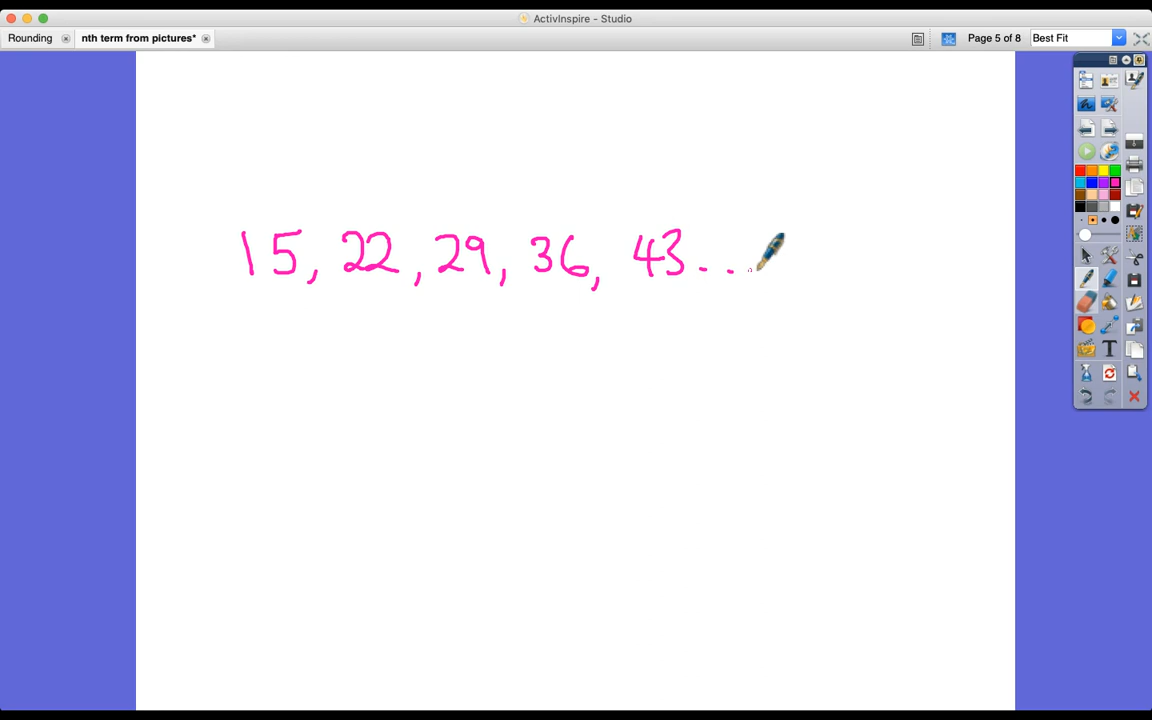 ActivInspire - Studio
Rounding
nth term from pictures*
Page 5 of 8
Best Fit
15, 22, 29, 36, 43...